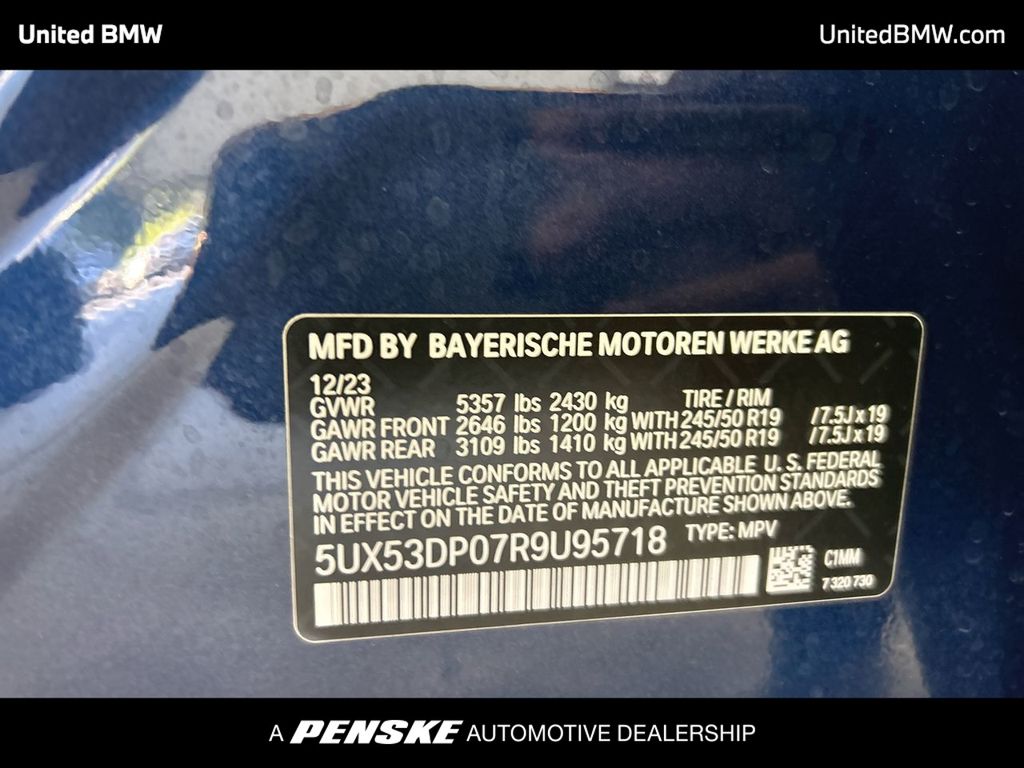 United BMW
UnitedBMW.com
MFD BY BAYERISCHE MOTOREN WERKE AG
12/23
GVWR 5357 lbs 2430 kg TIRE / RIM
GAWR FRONT 2646 lbs 1200 kg WITH 245/50 R19 /7.5J x 19
GAWR REAR 3109 lbs 1410 kg WITH 245/50 R19 /7.5J x 19
THIS VEHICLE CONFORMS TO ALL APPLICABLE U. S. FEDERAL
MOTOR VEHICLE SAFETY AND THEFT PREVENTION STANDARDS
IN EFFECT ON THE DATE OF MANUFACTURE SHOWN ABOVE.
5UX53DP07R9U95718 TYPE: MPV
C1MM
7 320 730
A PENSKE AUTOMOTIVE DEALERSHIP